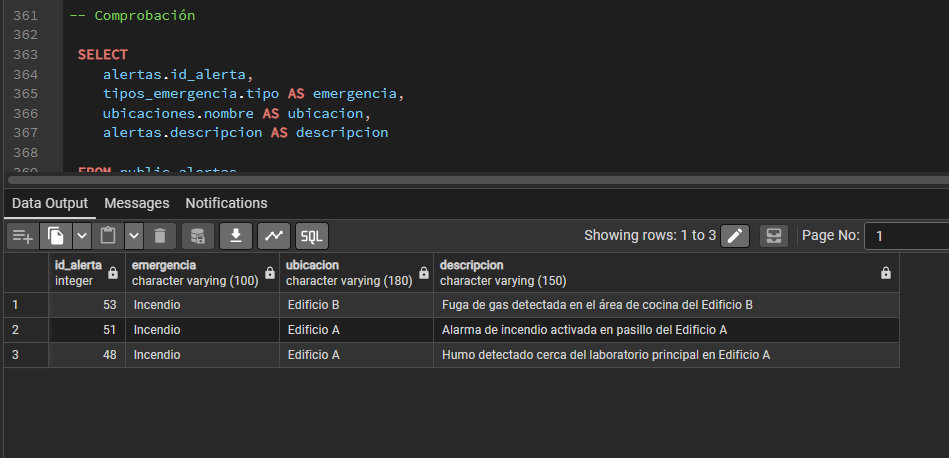 361 -- Comprobación
362
363 SELECT
364 alertas.id_alerta,
365 tipos_emergencia.tipo AS emergencia,
366 ubicaciones.nombre AS ubicacion,
367 alertas.descripcion AS descripcion
368
369 FROM public.alertas
Data Output Messages Notifications
SQL Showing rows: 1 to 3 Page No: 1
id_alerta emergencia ubicacion descripcion
integer character varying (100) character varying (180) character varying (150)
1 53 Incendio Edificio B Fuga de gas detectada en el área de cocina del Edificio B
2 51 Incendio Edificio A Alarma de incendio activada en pasillo del Edificio A
3 48 Incendio Edificio A Humo detectado cerca del laboratorio principal en Edificio A